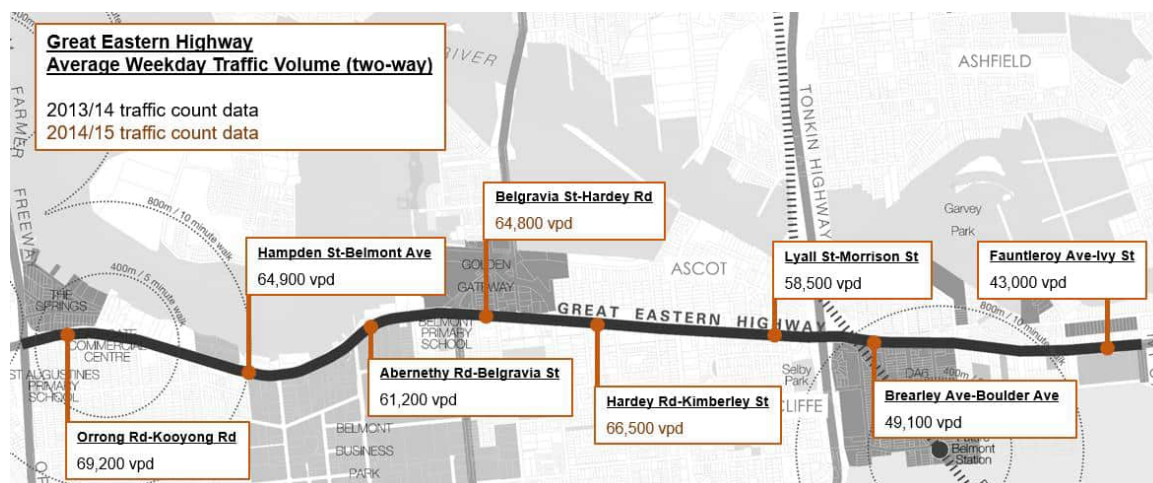 Great Eastern Highway
Average Weekday Traffic Volume (two-way)
2013/14 traffic count data
2014/15 traffic count data
RIVER
ASHFIELD
FARMER
FREEWAY
TONKIN HIGHWAY
800m / 10 minute walk
400m / 5 minute walk
Belgravia St-Hardey Rd
64,800 vpd
Garvey
Park
Hampden St-Belmont Ave
64,900 vpd
GOLDEN
GATEWAY
ASCOT
Lyall St-Morrison St
58,500 vpd
Fauntleroy Ave-Ivy St
43,000 vpd
THE
SPRINGS
GREAT EASTERN HIGHWAY
800m / 10 minute walk
COMMERCIAL
CENTRE
BELMONT
PRIMARY
SCHOOL
ST AUGUSTINES
PRIMARY
SCHOOL
Abernethy Rd-Belgravia St
61,200 vpd
Hardey Rd-Kimberley St
66,500 vpd
Selby
Park
CLIFFE
Brearley Ave-Boulder Ave
49,100 vpd
Orrong Rd-Kooyong Rd
69,200 vpd
BELMONT
BUSINESS
PARK
Future
Belmont
Station